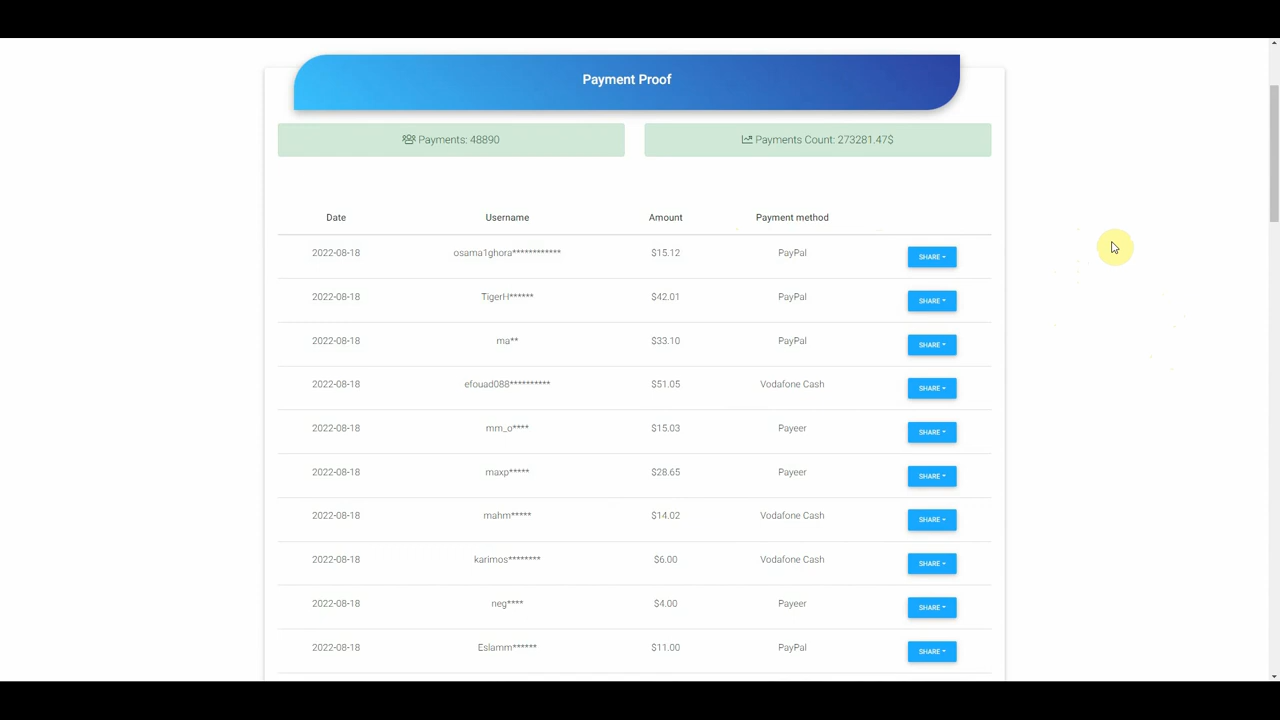 Payment Proof
Payments: 48890
Payments Count: 273281.47$
Date Username Amount Payment method
2022-08-18 osama1ghora************ $15.12 PayPal SHARE
2022-08-18 TigerH****** $42.01 PayPal SHARE
2022-08-18 ma** $33.10 PayPal SHARE
2022-08-18 efouad088********** $51.05 Vodafone Cash SHARE
2022-08-18 mm_o**** $15.03 Payeer SHARE
2022-08-18 maxp***** $28.65 Payeer SHARE
2022-08-18 mahm***** $14.02 Vodafone Cash SHARE
2022-08-18 karimos******** $6.00 Vodafone Cash SHARE
2022-08-18 neg**** $4.00 Payeer SHARE
2022-08-18 Eslamm****** $11.00 PayPal SHARE